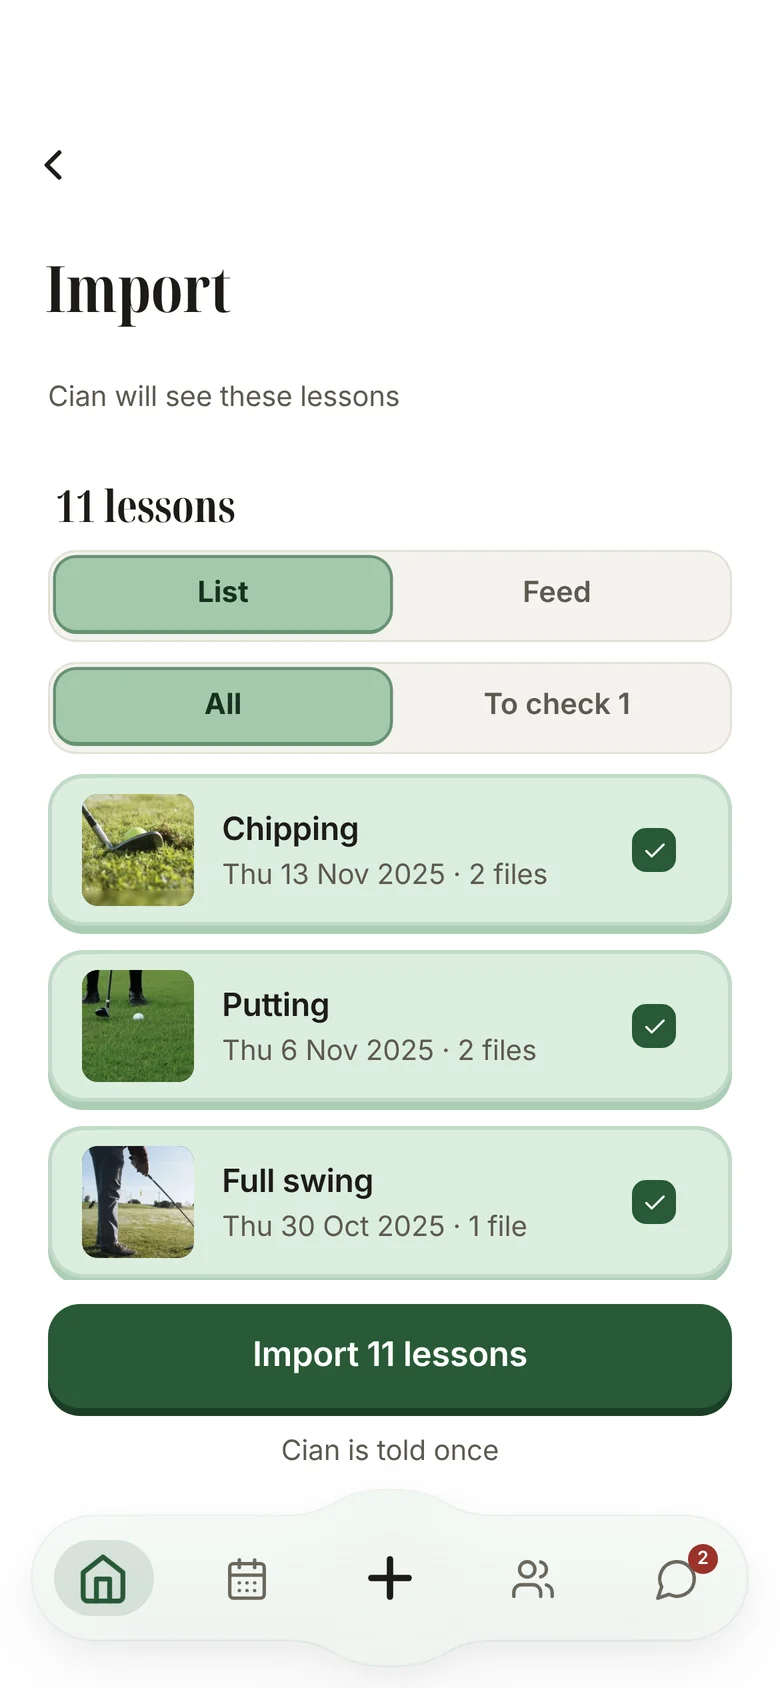 Import
Cian will see these lessons
11 lessons
List
Feed
All
To check 1
Chipping
Thu 13 Nov 2025 · 2 files
Putting
Thu 6 Nov 2025 · 2 files
Full swing
Thu 30 Oct 2025 · 1 file
Import 11 lessons
Cian is told once
2